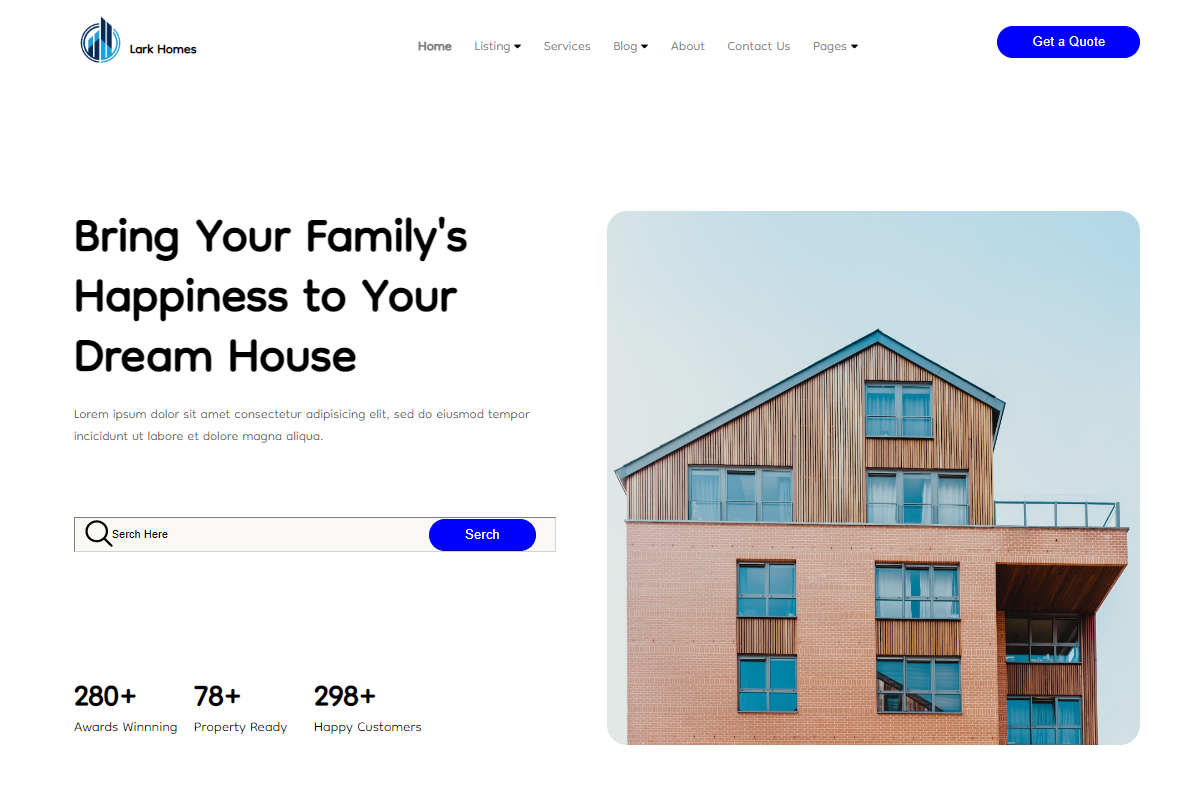 Lark Homes
Home Listing Services Blog About Contact Us Pages
Get a Quote
Bring Your Family's
Happiness to Your
Dream House
Lorem ipsum dolor sit amet consectetur adipisicing elit, sed do eiusmod tempor
incicidunt ut labore et dolore magna aliqua.
Serch Here
Serch
280+ 78+ 298+
Awards Winnning Property Ready Happy Customers